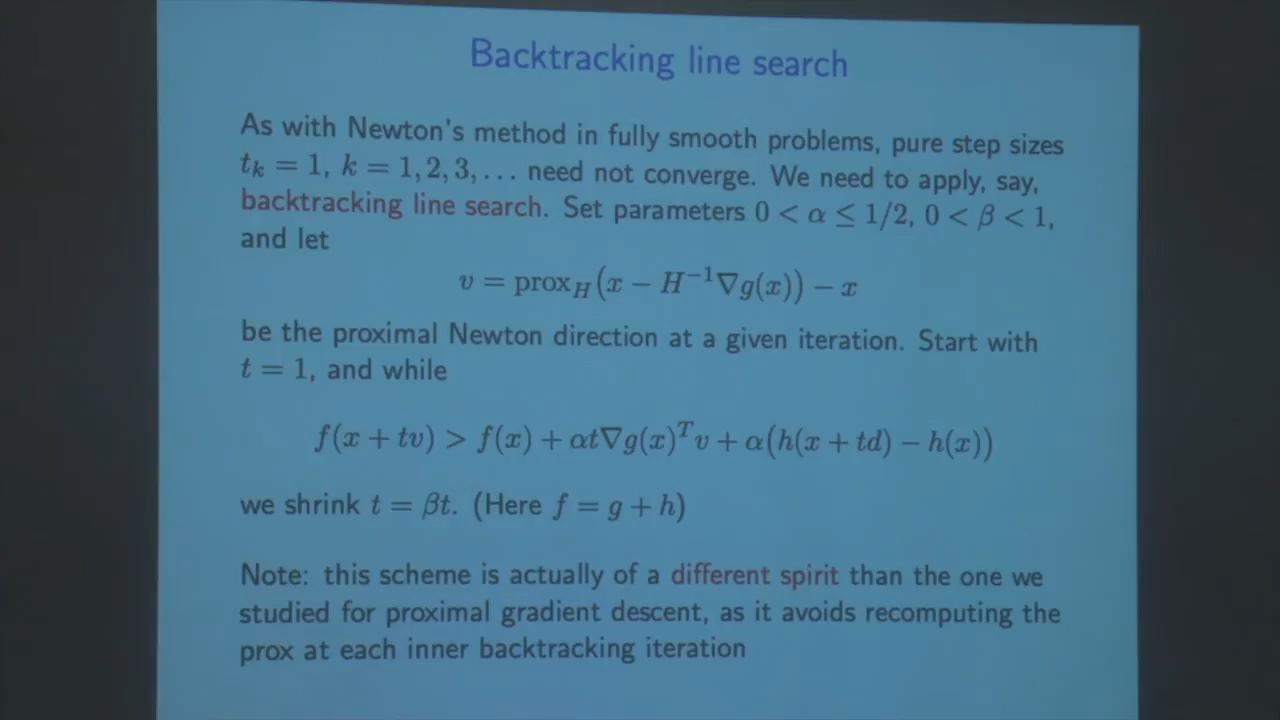 Backtracking line search
As with Newton's method in fully smooth problems, pure step sizes
tₖ = 1, k = 1, 2, 3, . . . need not converge. We need to apply, say,
backtracking line search. Set parameters 0 < α ≤ 1/2, 0 < β < 1,
and let
v = prox_H(x − H⁻¹∇g(x)) − x
be the proximal Newton direction at a given iteration. Start with
t = 1, and while
f(x + tv) > f(x) + αt∇g(x)ᵀv + α(h(x + td) − h(x))
we shrink t = βt. (Here f = g + h)
Note: this scheme is actually of a different spirit than the one we
studied for proximal gradient descent, as it avoids recomputing the
prox at each inner backtracking iteration